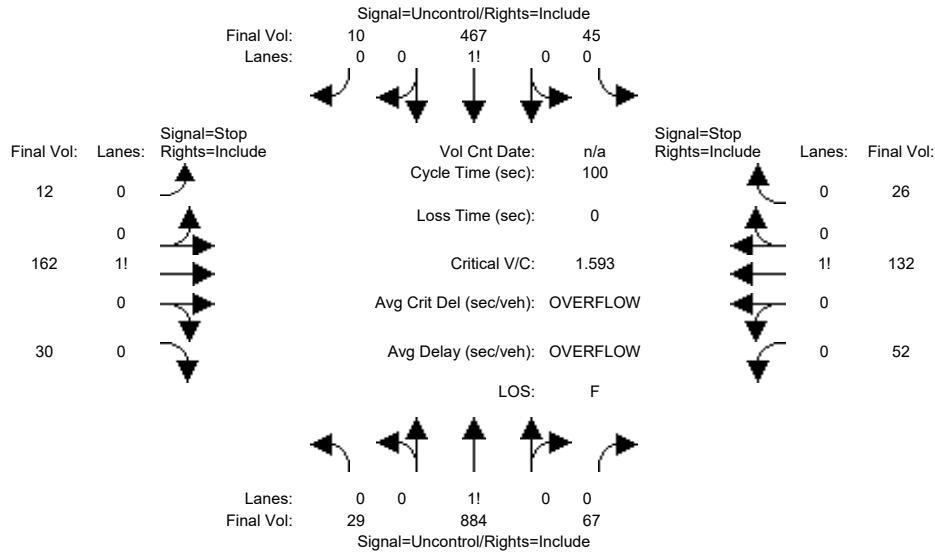 Signal=Uncontrol/Rights=Include
Final Vol: 10 467 45
Lanes: 0 0 1! 0 0
Signal=Stop Signal=Stop
Final Vol: Lanes: Rights=Include Vol Cnt Date: n/a Rights=Include Lanes: Final Vol:
Cycle Time (sec): 100
12 0 0 26
Loss Time (sec): 0
0 0
162 1! Critical V/C: 1.593 1! 132
0 Avg Crit Del (sec/veh): OVERFLOW 0
30 0 Avg Delay (sec/veh): OVERFLOW 0 52
LOS: F
Lanes: 0 0 1! 0 0
Final Vol: 29 884 67
Signal=Uncontrol/Rights=Include